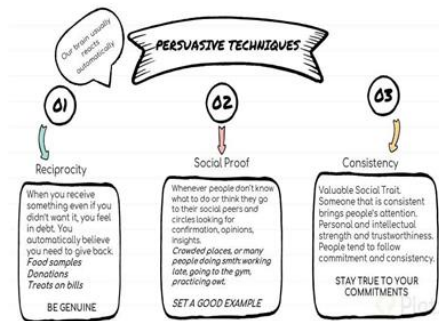 Our brain usually
reacts
automatically
PERSUASIVE TECHNIQUES
01
Reciprocity
When you receive
something even if you
didn't want it, you feel
in debt. You
automatically believe
you need to give back.
Food samples
Donations
Treats on bills
BE GENUINE
02
Social Proof
Whenever people don't know
what to do or think they go
to their social peers and
circles looking for
confirmation, opinions,
insights.
Crowded places, or many
people doing smth: working
late, going to the gym,
practicing owt.
SET A GOOD EXAMPLE
03
Consistency
Valuable Social Trait.
Someone that is consistent
brings people's attention.
Personal and intellectual
strength and trustworthiness.
People tend to follow
commitment and consistency.
STAY TRUE TO YOUR
COMMITMENTS